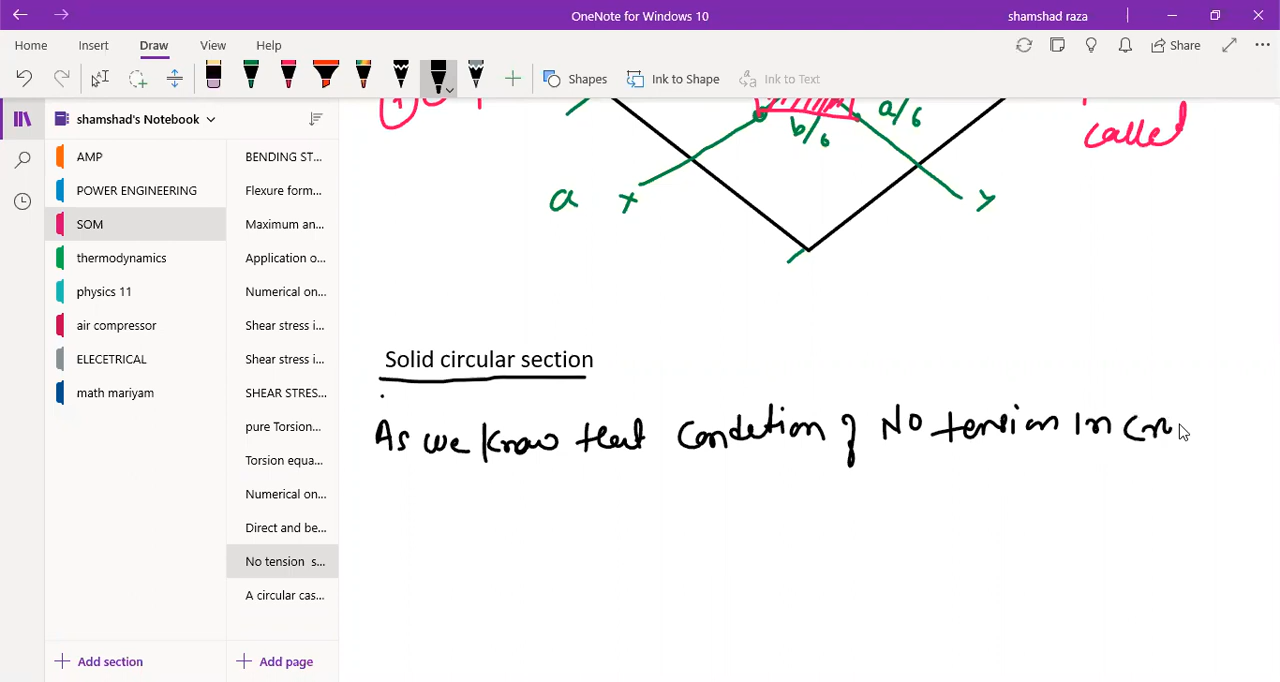 OneNote for Windows 10
shamshad raza
Home Insert Draw View Help
Share
Shapes
Ink to Shape
Ink to Text
shamshad's Notebook
AMP
POWER ENGINEERING
SOM
thermodynamics
physics 11
air compressor
ELECETRICAL
math mariyam
Add section
BENDING ST...
Flexure form...
Maximum an...
Application o...
Numerical on...
Shear stress i...
Shear stress i...
SHEAR STRES...
pure Torsion...
Torsion equa...
Numerical on...
Direct and be...
No tension s...
A circular cas...
Add page
b/6
a/6
called
a
x
y
Solid circular section
As we know that Condition of NO tension In